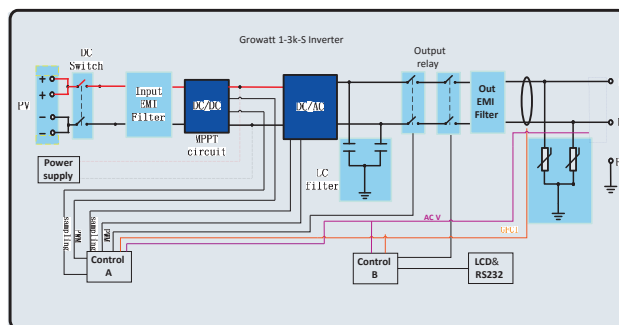 Growatt 1-3k-S Inverter
DC
Switch
Output
relay
+
+
PV
-
-
Input
EMI
Filter
DC/DC
DC/AC
Out
EMI
Filter
MPPT
circuit
LC
filter
Power
supply
sampling
PWM
sampling
PWM
AC V
GFCI
Control
A
Control
B
LCD&
RS232